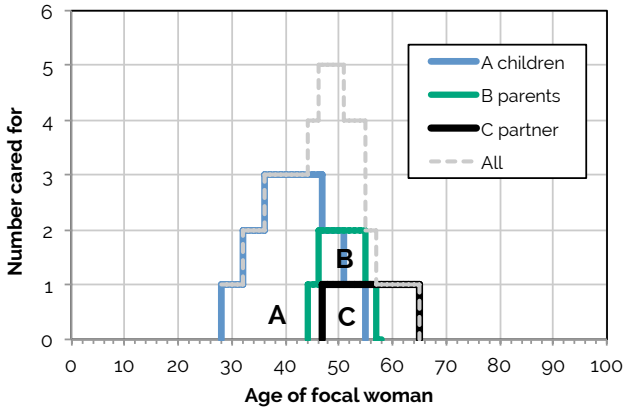 Number cared for
6
5
4
3
2
1
0
A children
B parents
C partner
All
A
B
C
0 10 20 30 40 50 60 70 80 90 100
Age of focal woman